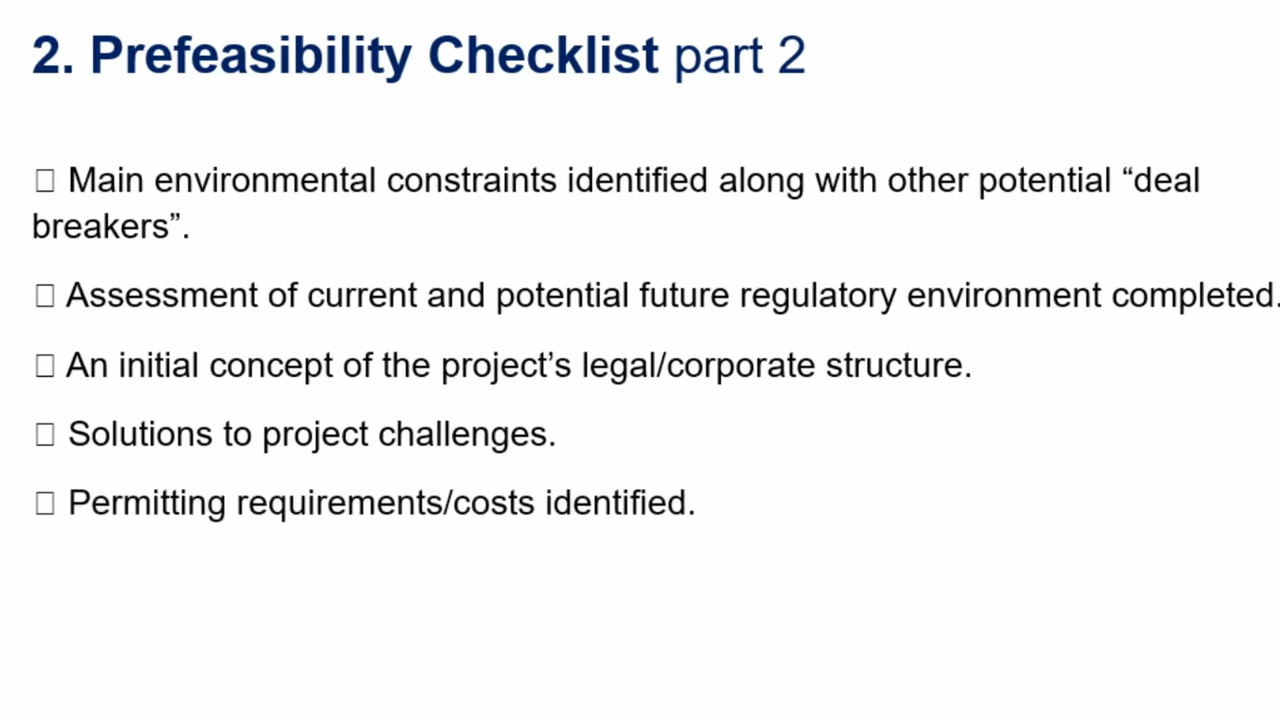 2. Prefeasibility Checklist part 2
☐ Main environmental constraints identified along with other potential “deal
breakers”.
☐ Assessment of current and potential future regulatory environment completed.
☐ An initial concept of the project’s legal/corporate structure.
☐ Solutions to project challenges.
☐ Permitting requirements/costs identified.